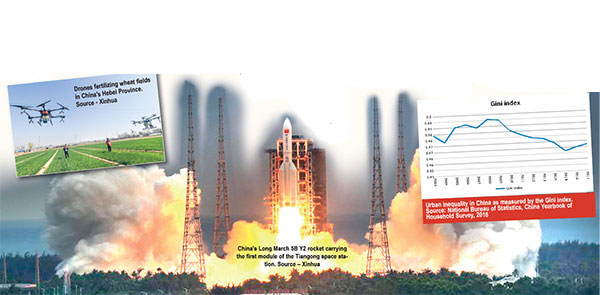 Drones fertilizing wheat fields
in China's Hebei Province.
Source - Xinhua
Gini index
Gini index
Urban inequality in China as measured by the Gini index.
Source: National Bureau of Statistics, China Yearbook of
Household Survey, 2018
China's Long March 5B Y2 rocket carrying
the first module of the Tiangong space sta-
tion. Source – Xinhua